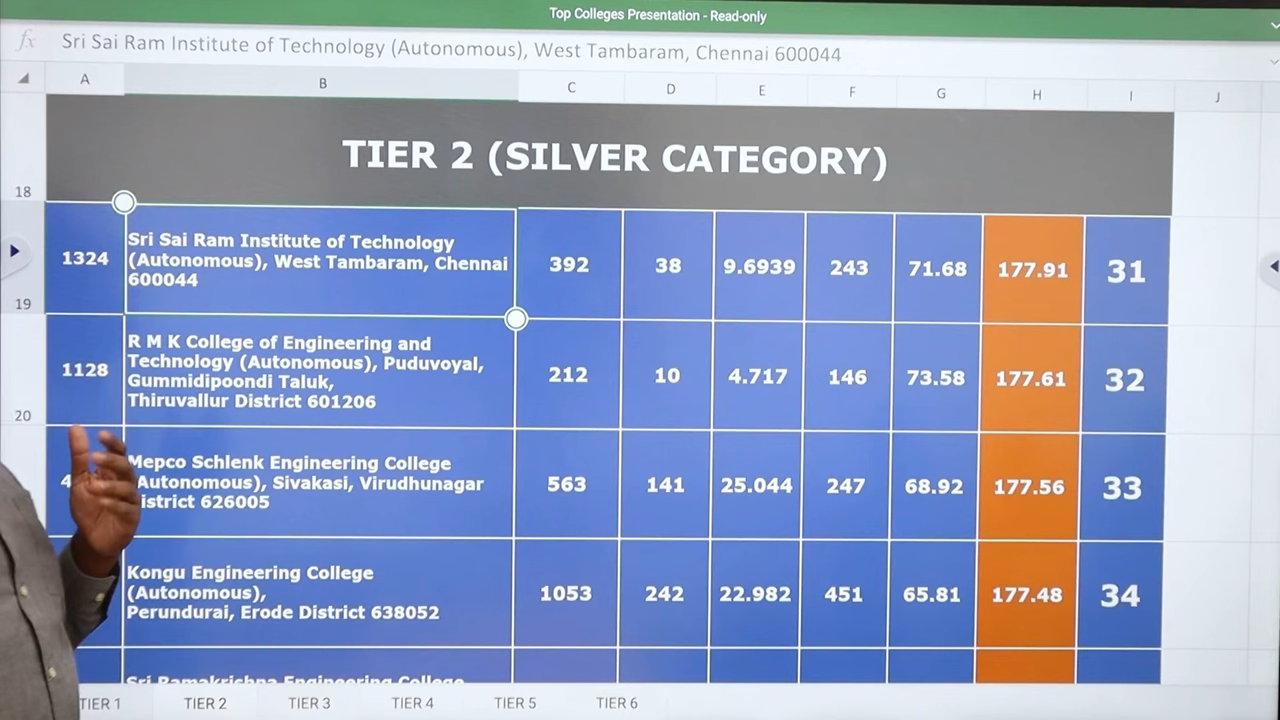 Top Colleges Presentation - Read-only
fx Sri Sai Ram Institute of Technology (Autonomous), West Tambaram, Chennai 600044
A B C D E F G H I J
18
TIER 2 (SILVER CATEGORY)
19
1324
Sri Sai Ram Institute of Technology
(Autonomous), West Tambaram, Chennai
600044
392 38 9.6939 243 71.68 177.91 31
20
1128
R M K College of Engineering and
Technology (Autonomous), Puduvoyal,
Gummidipoondi Taluk,
Thiruvallur District 601206
212 10 4.717 146 73.58 177.61 32
Mepco Schlenk Engineering College
(Autonomous), Sivakasi, Virudhunagar
District 626005
563 141 25.044 247 68.92 177.56 33
Kongu Engineering College
(Autonomous),
Perundurai, Erode District 638052
1053 242 22.982 451 65.81 177.48 34
Sri Ramakrishna Engineering College
TIER 1 TIER 2 TIER 3 TIER 4 TIER 5 TIER 6